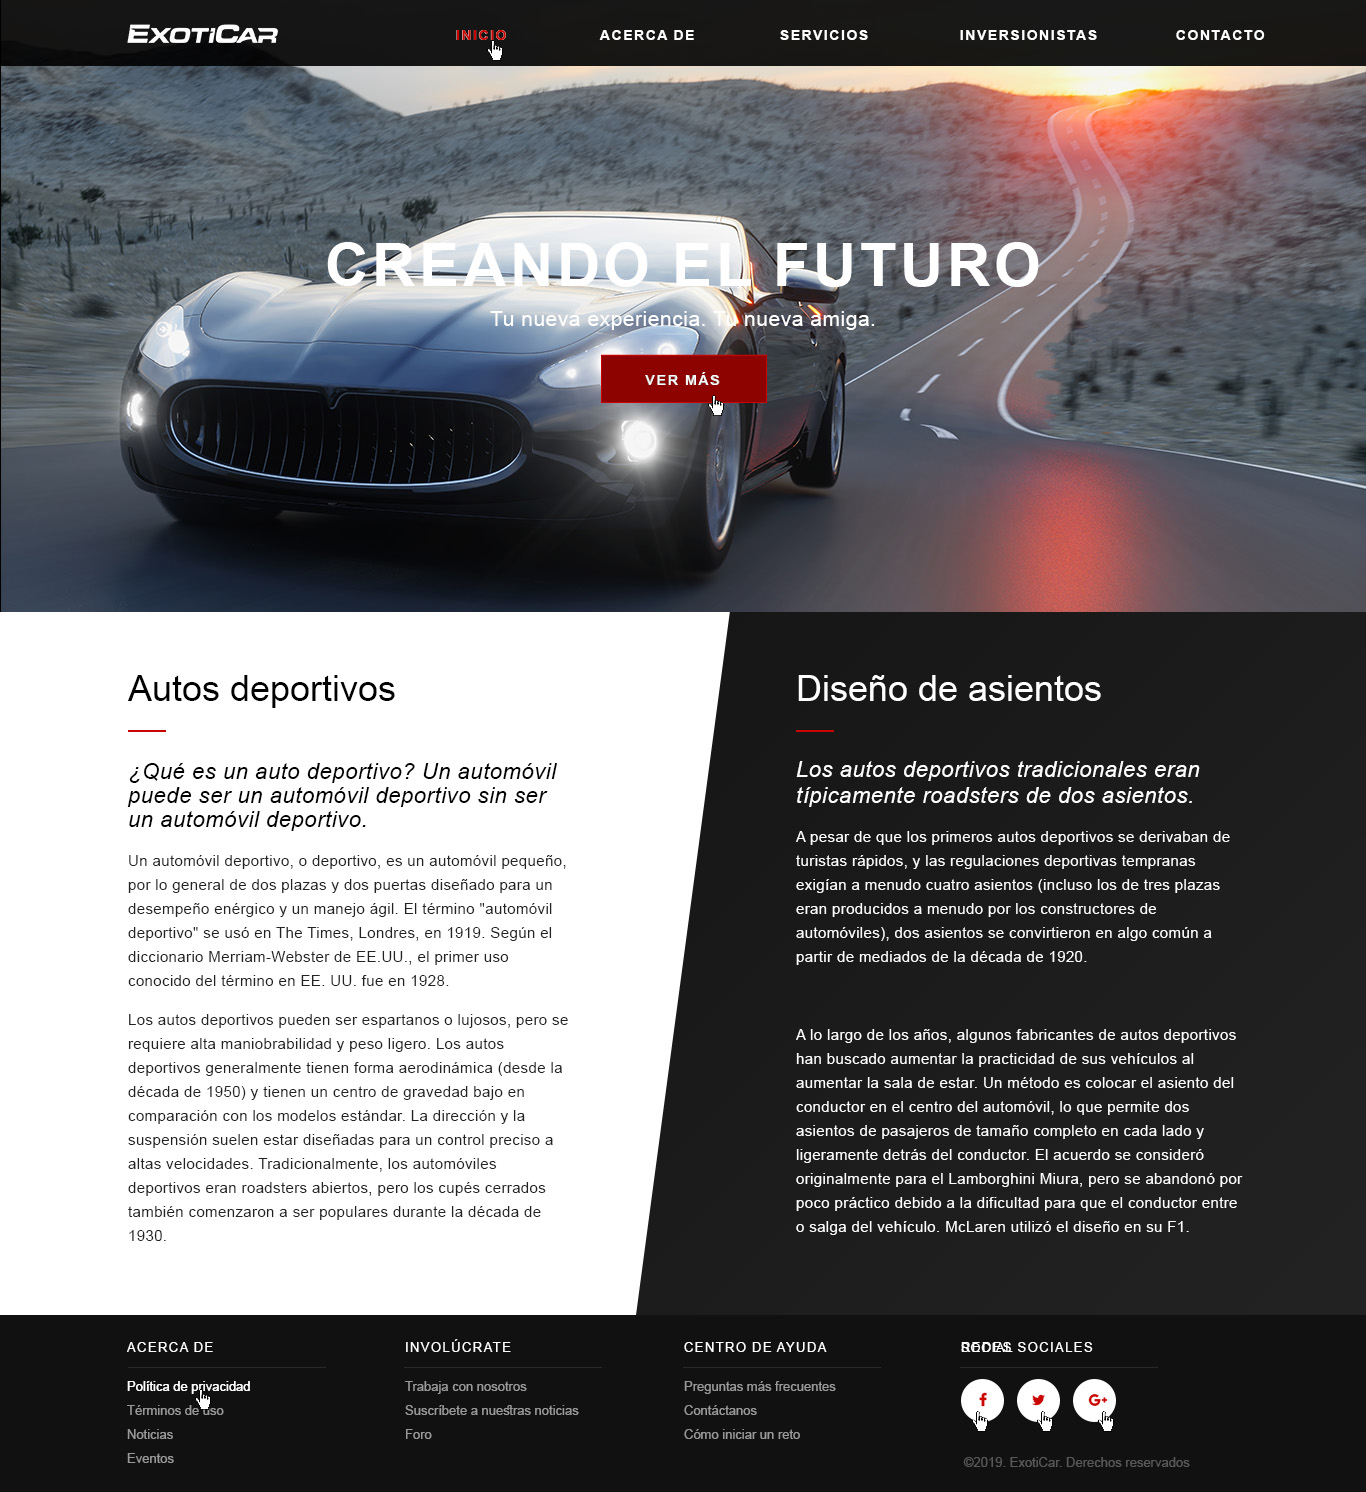 EXOTICAR
INICIO
ACERCA DE
SERVICIOS
INVERSIONISTAS
CONTACTO
CREANDO EL FUTURO
Tu nueva experiencia. Tu nueva amiga.
VER MÁS
Autos deportivos
¿Qué es un auto deportivo? Un automóvil
puede ser un automóvil deportivo sin ser
un automóvil deportivo.
Un automóvil deportivo, o deportivo, es un automóvil pequeño,
por lo general de dos plazas y dos puertas diseñado para un
desempeño enérgico y un manejo ágil. El término "automóvil
deportivo" se usó en The Times, Londres, en 1919. Según el
diccionario Merriam-Webster de EE.UU., el primer uso
conocido del término en EE. UU. fue en 1928.
Los autos deportivos pueden ser espartanos o lujosos, pero se
requiere alta maniobrabilidad y peso ligero. Los autos
deportivos generalmente tienen forma aerodinámica (desde la
década de 1950) y tienen un centro de gravedad bajo en
comparación con los modelos estándar. La dirección y la
suspensión suelen estar diseñadas para un control preciso a
altas velocidades. Tradicionalmente, los automóviles
deportivos eran roadsters abiertos, pero los cupés cerrados
también comenzaron a ser populares durante la década de
1930.
Diseño de asientos
Los autos deportivos tradicionales eran
típicamente roadsters de dos asientos.
A pesar de que los primeros autos deportivos se derivaban de
turistas rápidos, y las regulaciones deportivas tempranas
exigían a menudo cuatro asientos (incluso los de tres plazas
eran producidos a menudo por los constructores de
automóviles), dos asientos se convirtieron en algo común a
partir de mediados de la década de 1920.
A lo largo de los años, algunos fabricantes de autos deportivos
han buscado aumentar la practicidad de sus vehículos al
aumentar la sala de estar. Un método es colocar el asiento del
conductor en el centro del automóvil, lo que permite dos
asientos de pasajeros de tamaño completo en cada lado y
ligeramente detrás del conductor. El acuerdo se consideró
originalmente para el Lamborghini Miura, pero se abandonó por
poco práctico debido a la dificultad para que el conductor entre
o salga del vehículo. McLaren utilizó el diseño en su F1.
ACERCA DE
Política de privacidad
Términos de uso
Noticias
Eventos
INVOLÚCRATE
Trabaja con nosotros
Suscríbete a nuestras noticias
Foro
CENTRO DE AYUDA
Preguntas más frecuentes
Contáctanos
Cómo iniciar un reto
SOCIALES
f
G+
©2019. ExotiCar. Derechos reservados